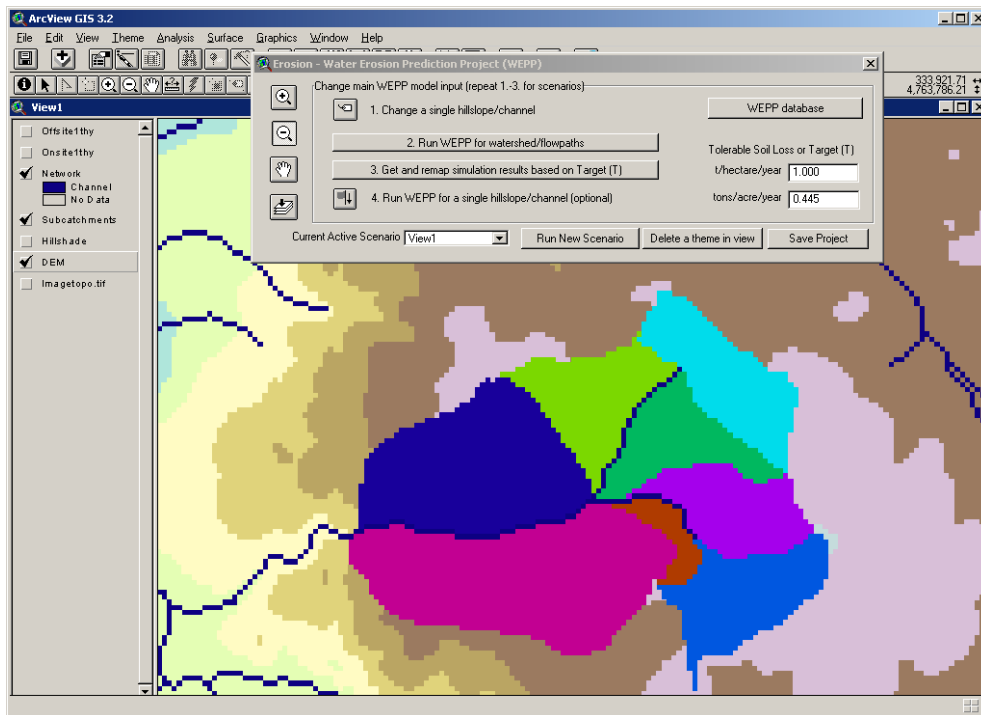 ArcView GIS 3.2
File Edit View Theme Analysis Surface Graphics Window Help
Erosion - Water Erosion Prediction Project (WEPP)
333,921.71
4,763,786.21
View1
Offsite1thy
Onsite1thy
Network
Channel
No Data
Subcatchments
Hillshade
DEM
Imagetopo.tif
Change main WEPP model input (repeat 1.-3. for scenarios)
1. Change a single hillslope/channel
WEPP database
2. Run WEPP for watershed/flowpaths
Tolerable Soil Loss or Target (T)
3. Get and remap simulation results based on Target (T)
t/hectare/year 1.000
4. Run WEPP for a single hillslope/channel (optional)
tons/acre/year 0.445
Current Active Scenario View1 Run New Scenario Delete a theme in view Save Project